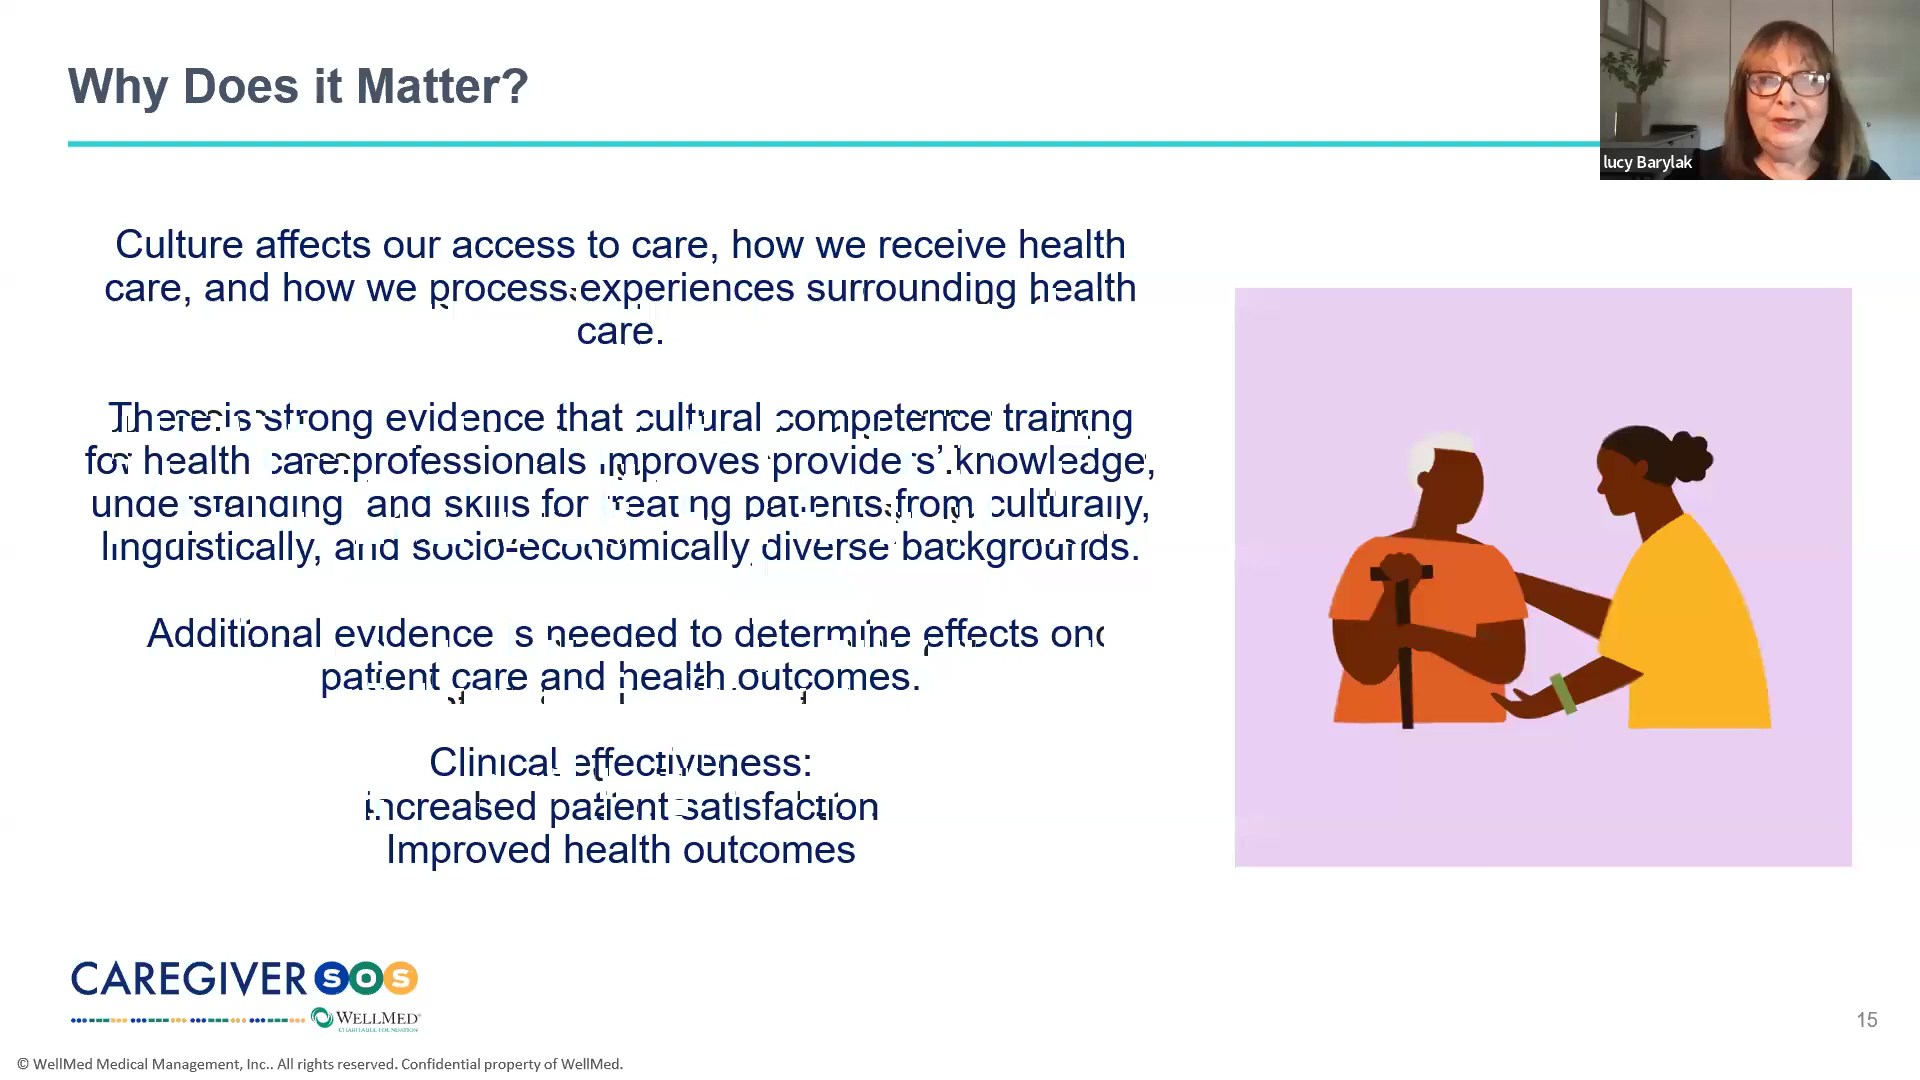 Why Does it Matter?
lucy Barylak
Culture affects our access to care, how we receive health
care, and how we process experiences surrounding health
care.
There is strong evidence that cultural competence training
for health care professionals improves providers' knowledge,
understanding, and skills for treating patients from culturally,
linguistically, and socio-economically diverse backgrounds.
Additional evidence is needed to determine effects on
patient care and health outcomes.
Clinical effectiveness:
Increased patient satisfaction
Improved health outcomes
CAREGIVER SOS
WELLMED
CHARITABLE FOUNDATION
15
© WellMed Medical Management, Inc.. All rights reserved. Confidential property of WellMed.